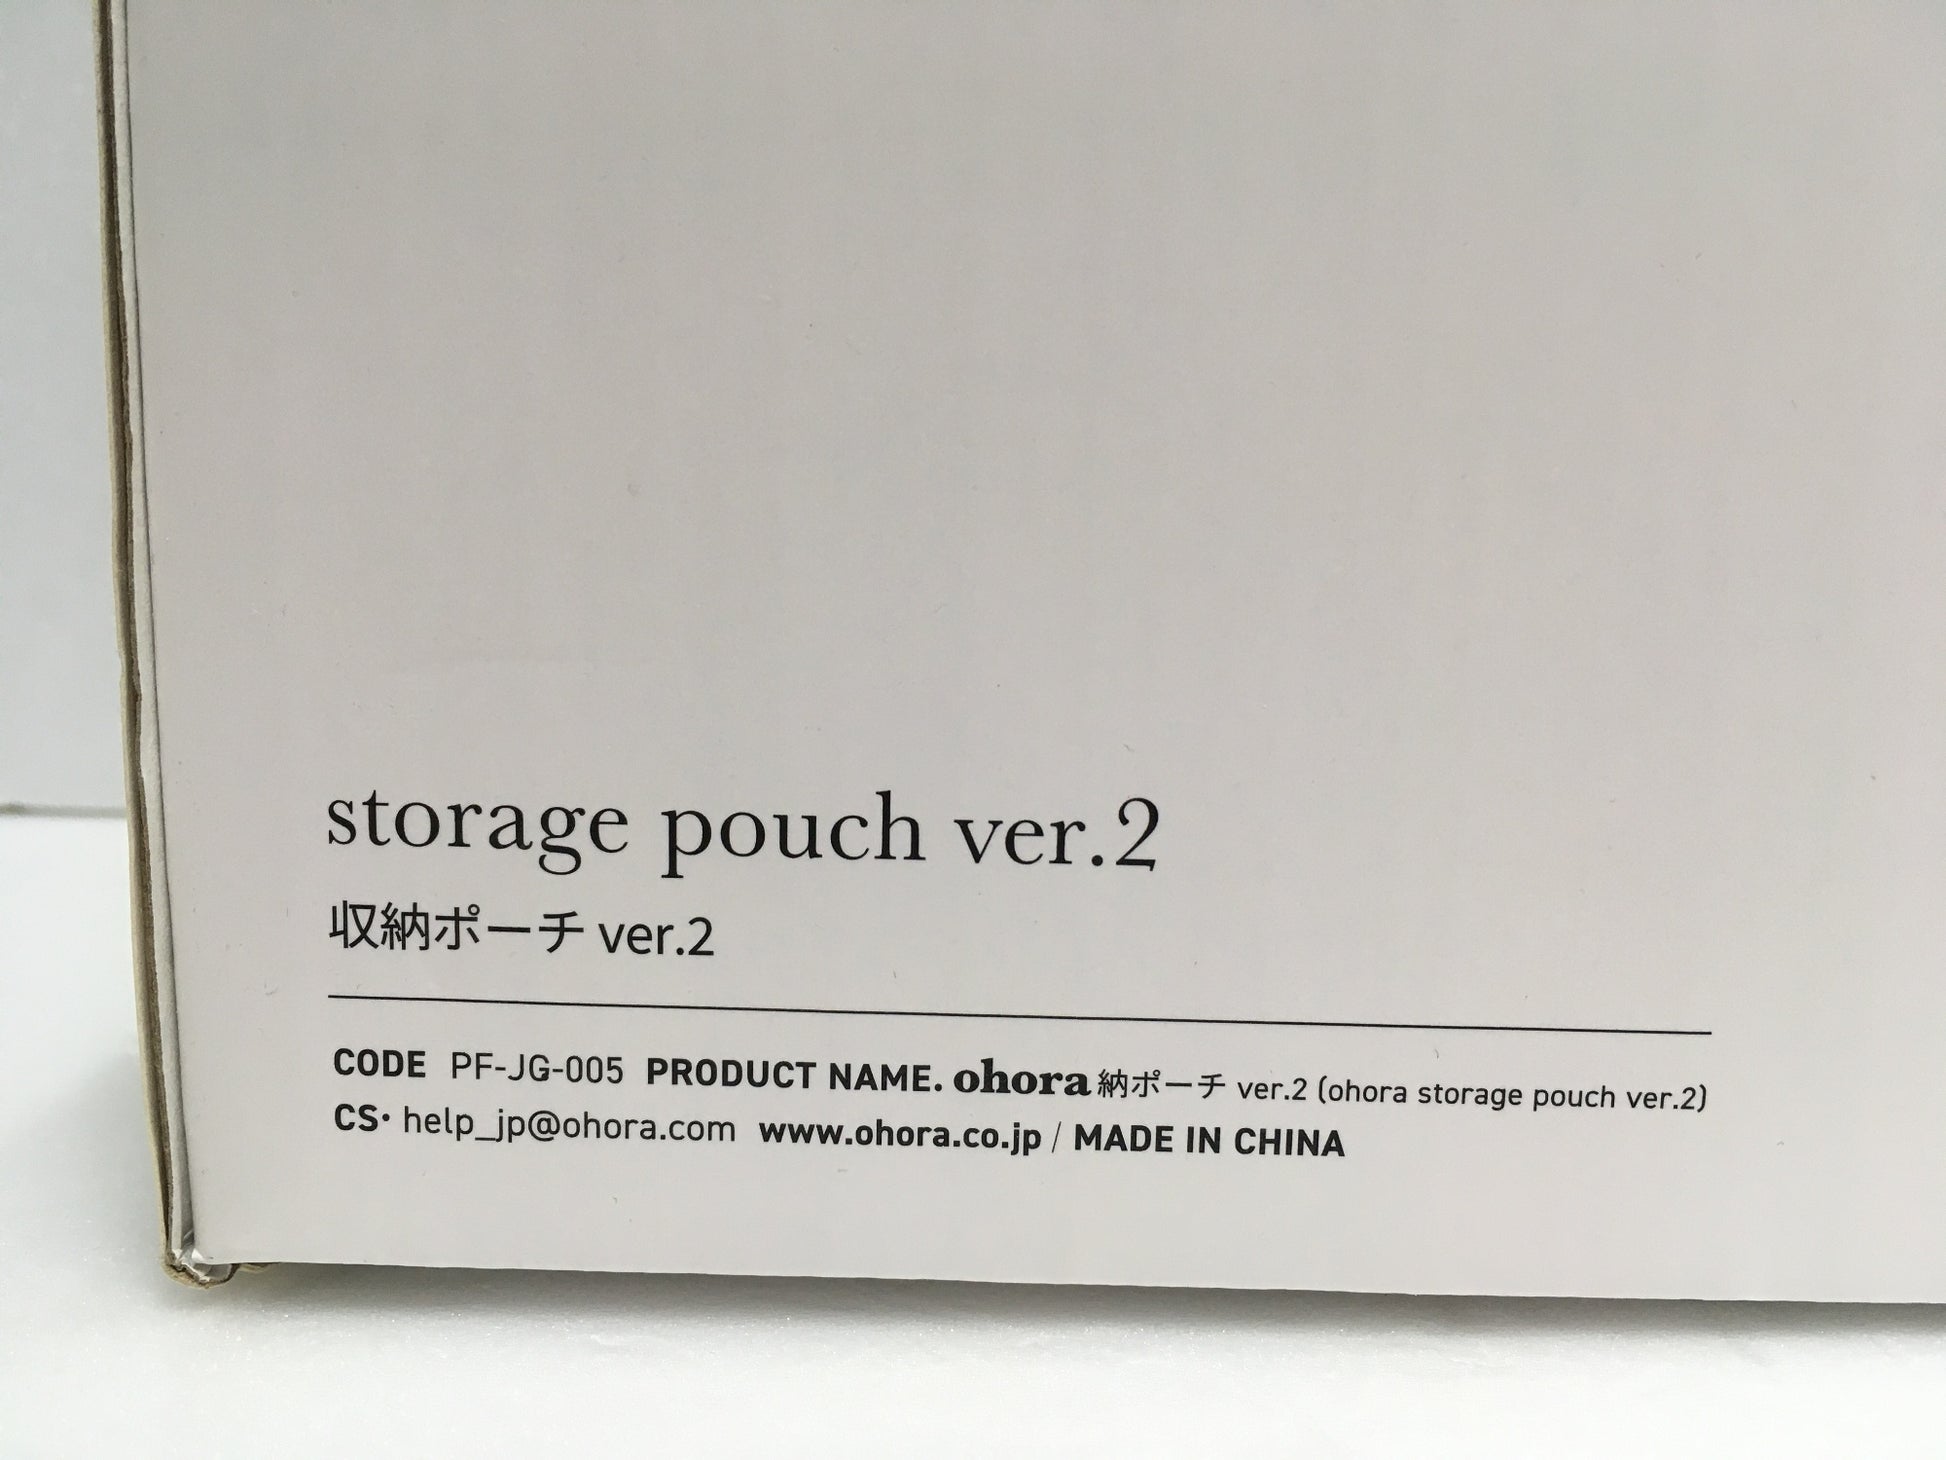 storage pouch ver.2
収納ポーチ ver.2
CODE PF-JG-005 PRODUCT NAME. ohora 納ポーチ ver.2 (ohora storage pouch ver.2)
CS· help_jp@ohora.com www.ohora.co.jp / MADE IN CHINA